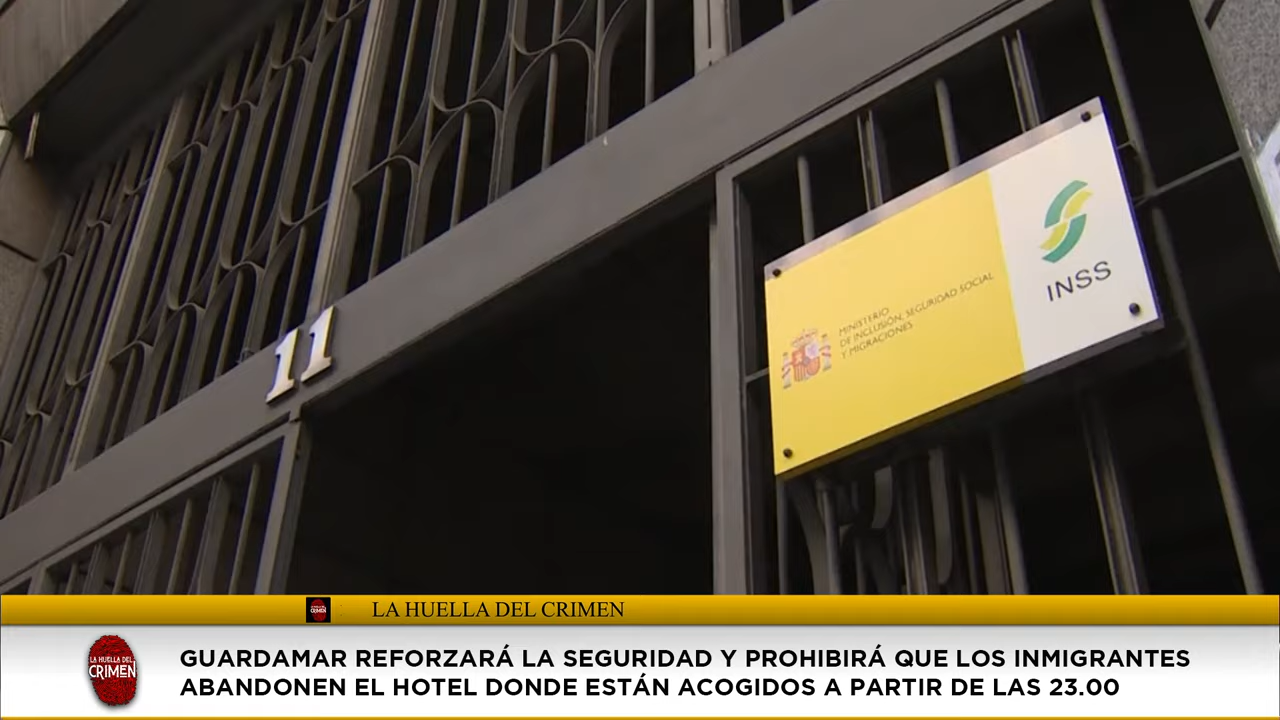 11
MINISTERIO
DE INCLUSIÓN, SEGURIDAD SOCIAL
Y MIGRACIONES
INSS
LA HUELLA DEL CRIMEN
LA HUELLA DEL
CRIMEN
GUARDAMAR REFORZARÁ LA SEGURIDAD Y PROHIBIRÁ QUE LOS INMIGRANTES
ABANDONEN EL HOTEL DONDE ESTÁN ACOGIDOS A PARTIR DE LAS 23.00